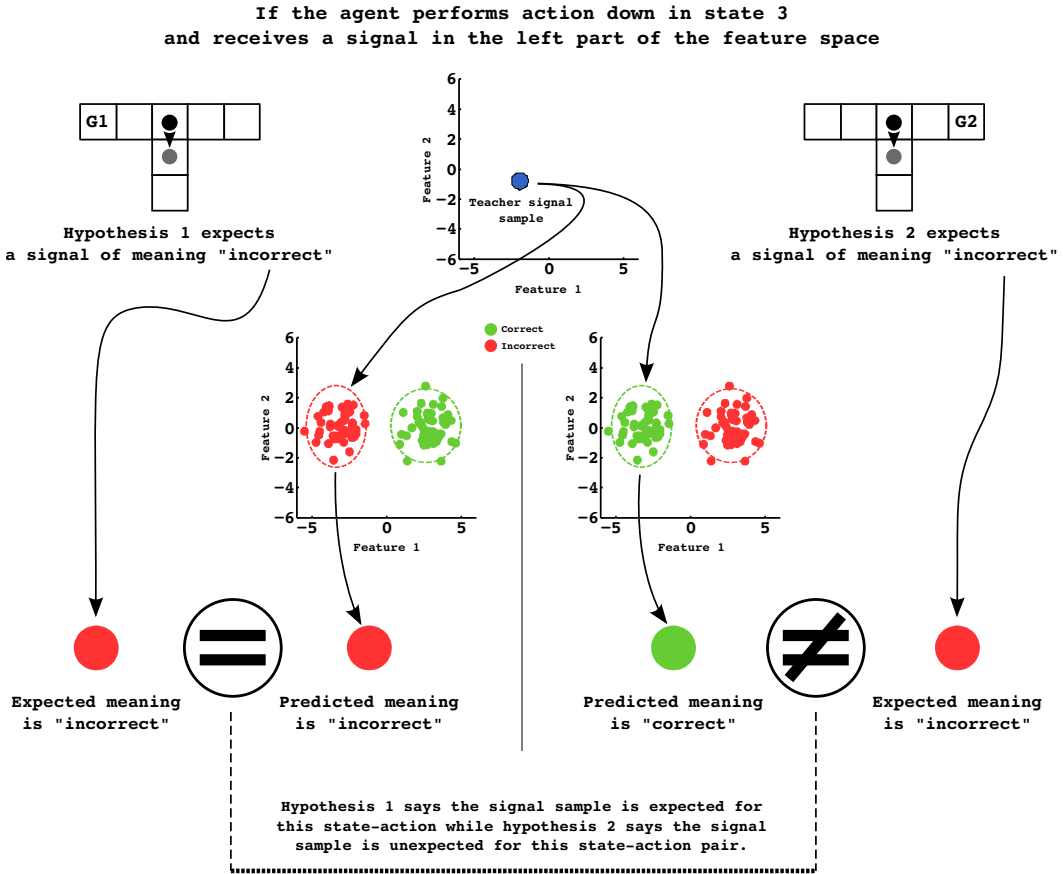 If the agent performs action down in state 3
and receives a signal in the left part of the feature space
G1
Hypothesis 1 expects
a signal of meaning "incorrect"
6
4
2
0
−2
−4
−6
−5
0
5
Feature 2
Feature 1
Teacher signal
sample
G2
Hypothesis 2 expects
a signal of meaning "incorrect"
Correct
Incorrect
6
4
2
0
−2
−4
−6
−5
0
5
Feature 2
Feature 1
6
4
2
0
−2
−4
−6
−5
0
5
Feature 2
Feature 1
Expected meaning
is "incorrect"
Predicted meaning
is "incorrect"
Predicted meaning
is "correct"
Expected meaning
is "incorrect"
Hypothesis 1 says the signal sample is expected for
this state-action while hypothesis 2 says the signal
sample is unexpected for this state-action pair.